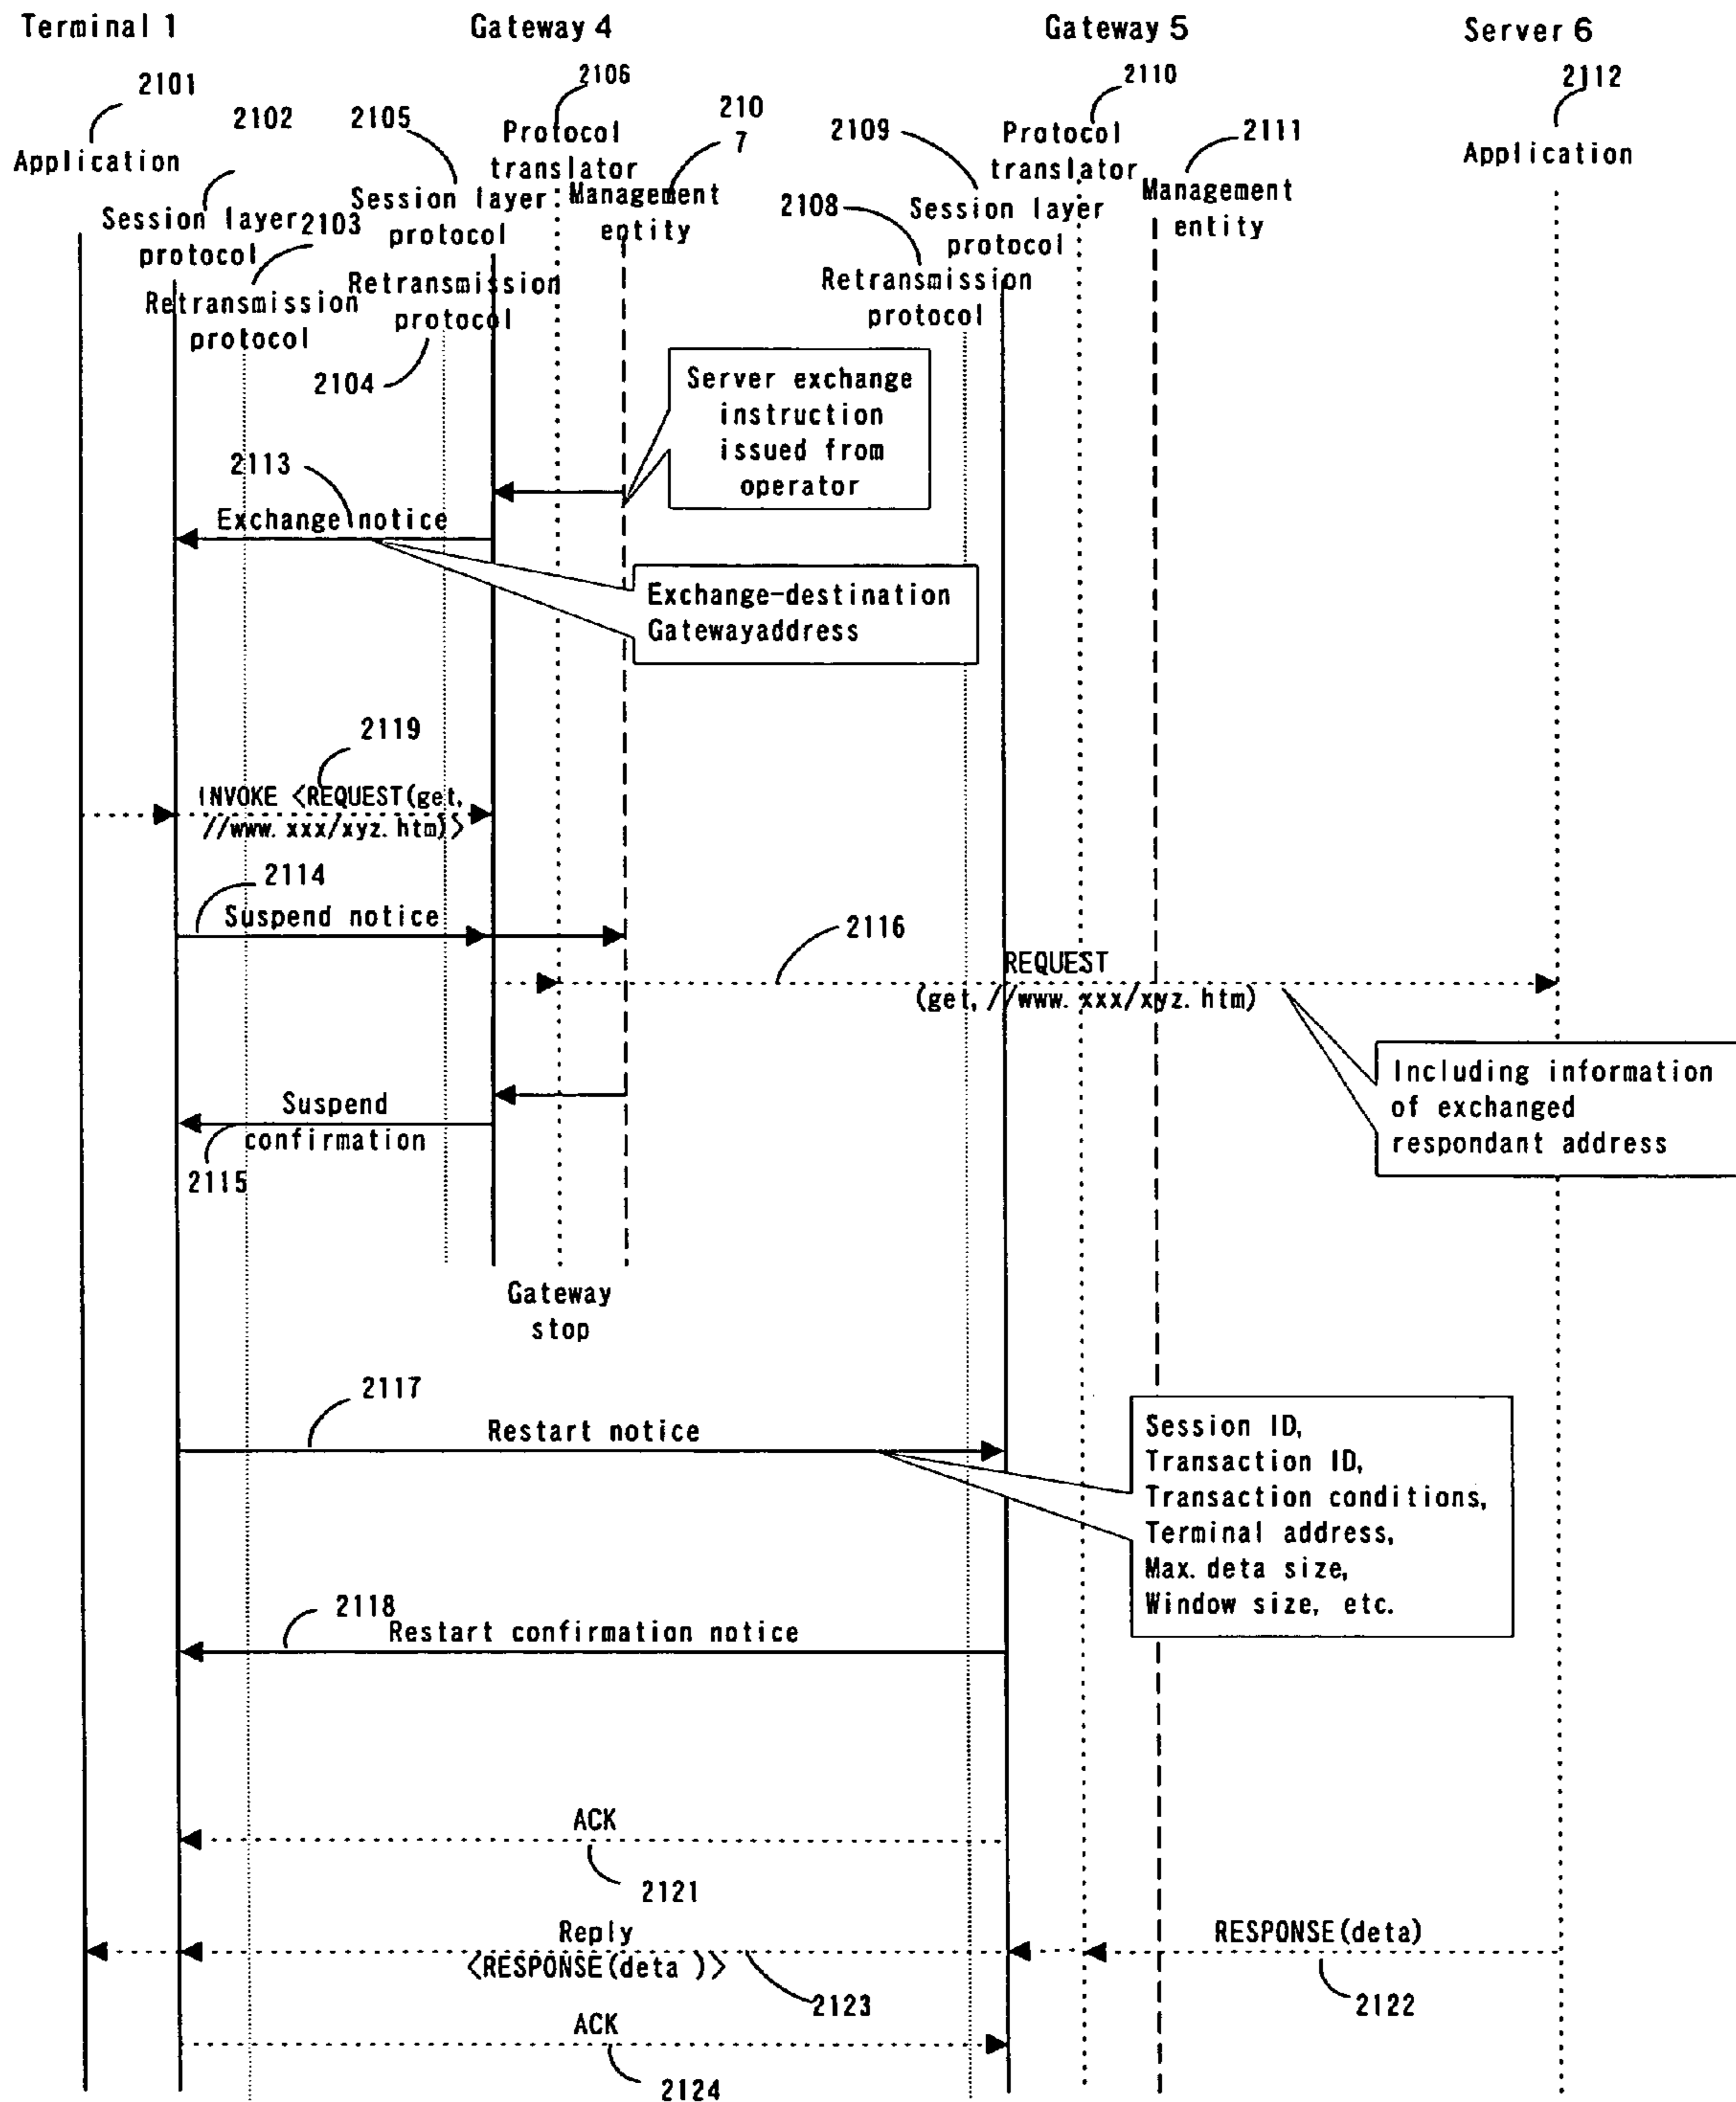 Terminal 1
Gateway 4
Gateway 5
Server 6
2101
2106
2110
2112
2102
2105
210
7
2109
2111
Application
Protocol
translator
Protocol
translator
Application
Session layer
protocol
2103
Session layer
protocol
Management
entity
2108
Session layer
protocol
Management
entity
Retransmission
protocol
Retransmission
protocol
2104
Retransmission
protocol
Server exchange
instruction
issued from
operator
2113
Exchange notice
Exchange-destination
Gatewayaddress
2119
INVOKE <REQUEST(get,
//www.xxx/xyz.htm)>
2114
Suspend notice
2116
REQUEST
(get,//www.xxx/xyz.htm)
Including information
of exchanged
respondant address
Suspend
confirmation
2115
Gateway
stop
2117
Restart notice
Session ID,
Transaction ID,
Transaction conditions,
Terminal address,
Max. deta size,
Window size, etc.
2118
Restart confirmation notice
ACK
2121
Reply
<RESPONSE(deta )>
2123
RESPONSE(deta)
2122
ACK
2124